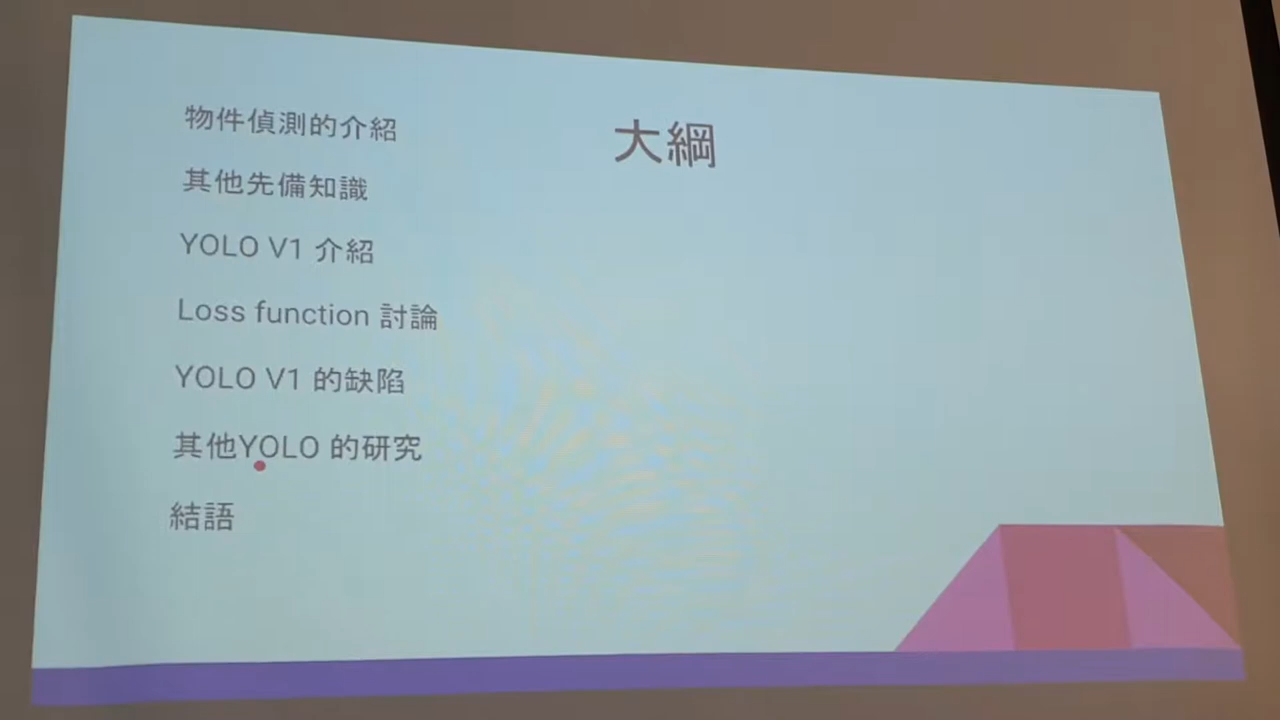 大綱
物件偵測的介紹
其他先備知識
YOLO V1 介紹
Loss function 討論
YOLO V1 的缺陷
其他YOLO 的研究
結語